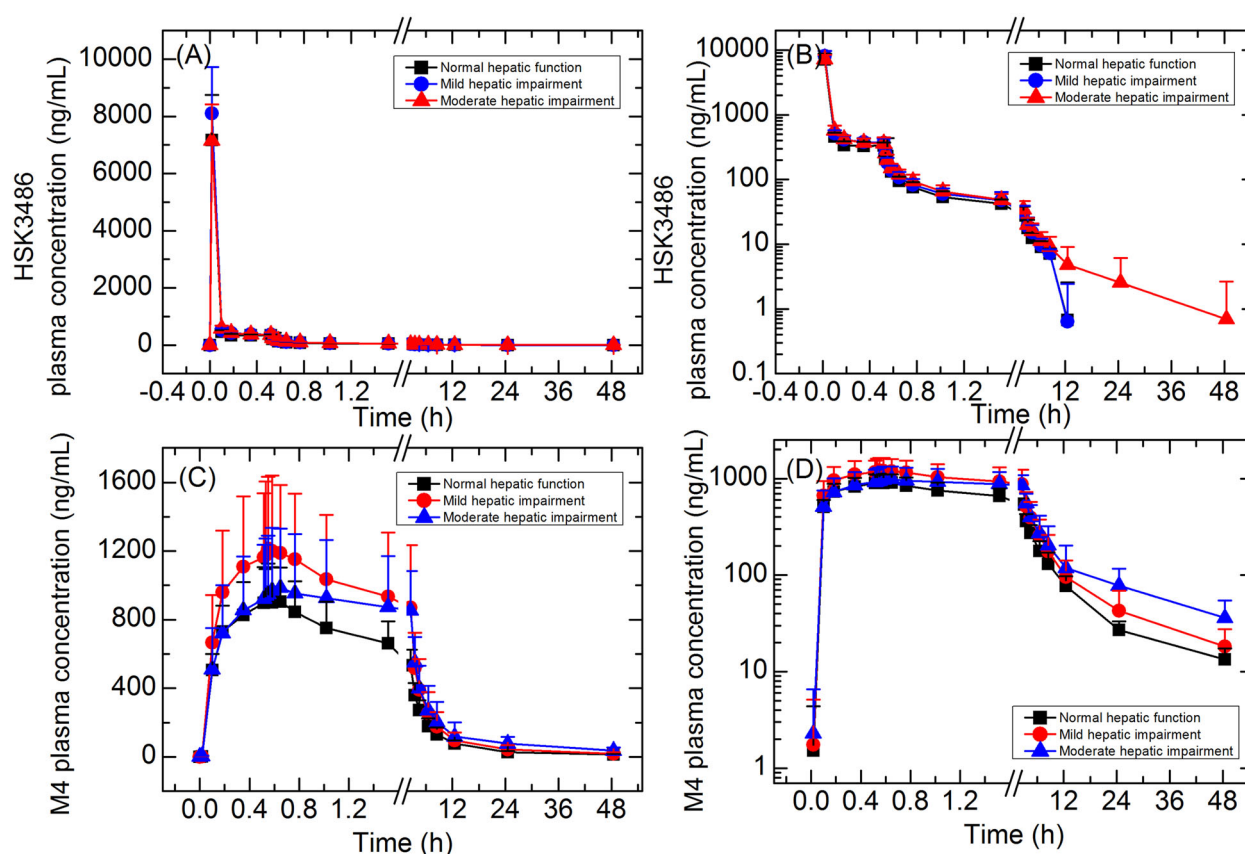 (A)
HSK3486
plasma concentration (ng/mL)
10000
8000
6000
4000
2000
0
Normal hepatic function
Mild hepatic impairment
Moderate hepatic impairment
-0.4 0.0 0.4 0.8 1.2 12 24 36 48
Time (h)
(B)
HSK3486
plasma concentration (ng/mL)
10000
1000
100
10
1
0.1
Normal hepatic function
Mild hepatic impairment
Moderate hepatic impairment
-0.4 0.0 0.4 0.8 1.2 12 24 36 48
Time (h)
(C)
M4 plasma concentration (ng/mL)
1600
1200
800
400
0
Normal hepatic function
Mild hepatic impairment
Moderate hepatic impairment
0.0 0.4 0.8 1.2 12 24 36 48
Time (h)
(D)
M4 plasma concentration (ng/mL)
1000
100
10
1
Normal hepatic function
Mild hepatic impairment
Moderate hepatic impairment
0.0 0.4 0.8 1.2 12 24 36 48
Time (h)